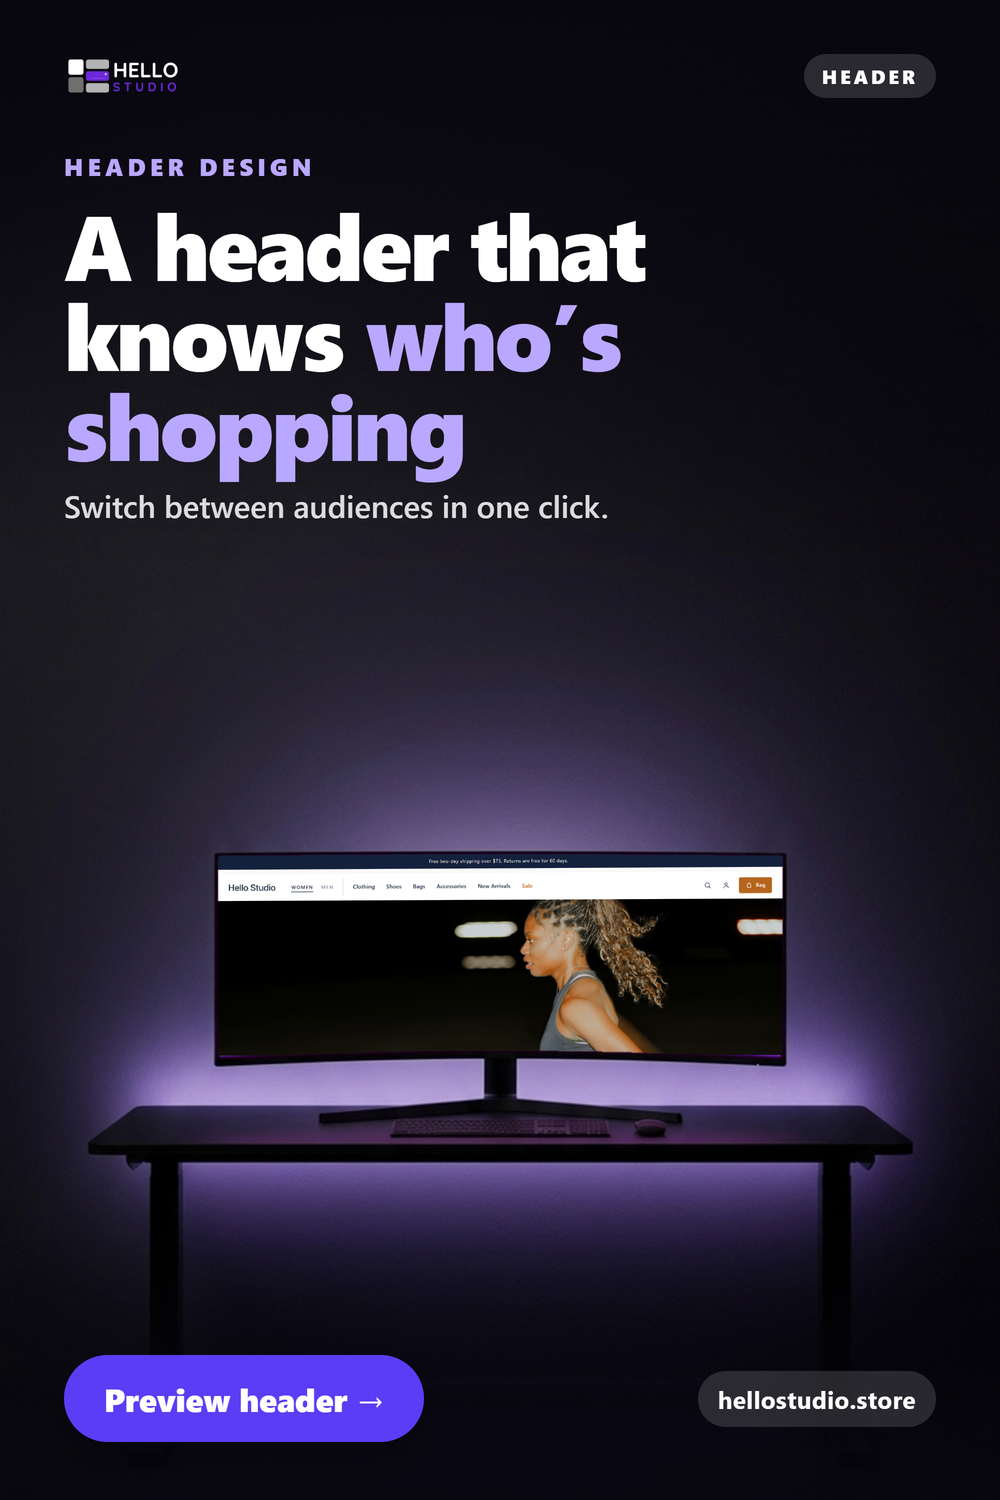 HELLO
STUDIO
HEADER
HEADER DESIGN
A header that
knows who´s
shopping
Switch between audiences in one click.
Free two-day shipping over $75. Returns are free for 60 days.
Hello Studio WOMEN MEN Clothing Shoes Bags Accessories New Arrivals Sale Bag
Preview header →
hellostudio.store